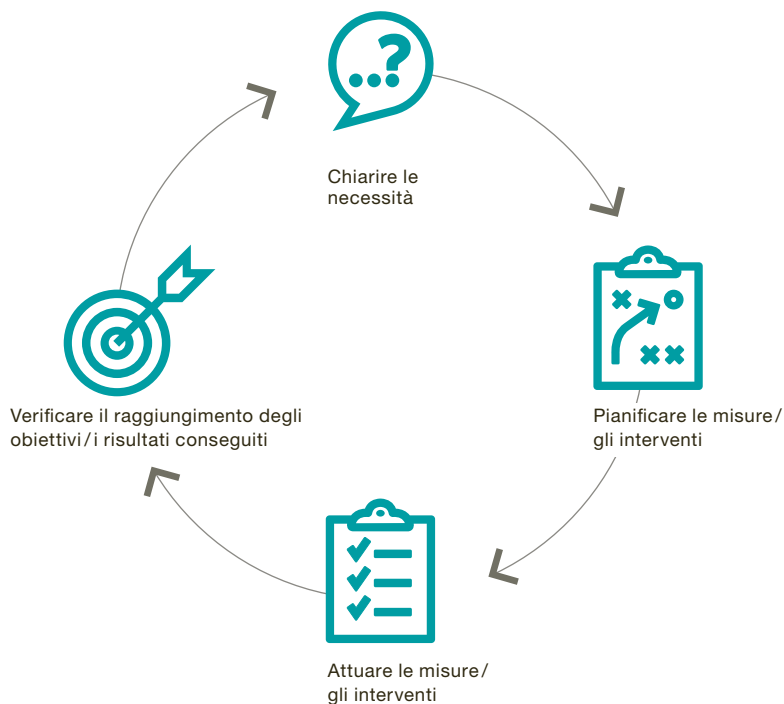 ...?
Chiarire le
necessità
Pianificare le misure/
gli interventi
Attuare le misure/
gli interventi
Verificare il raggiungimento degli
obiettivi/i risultati conseguiti